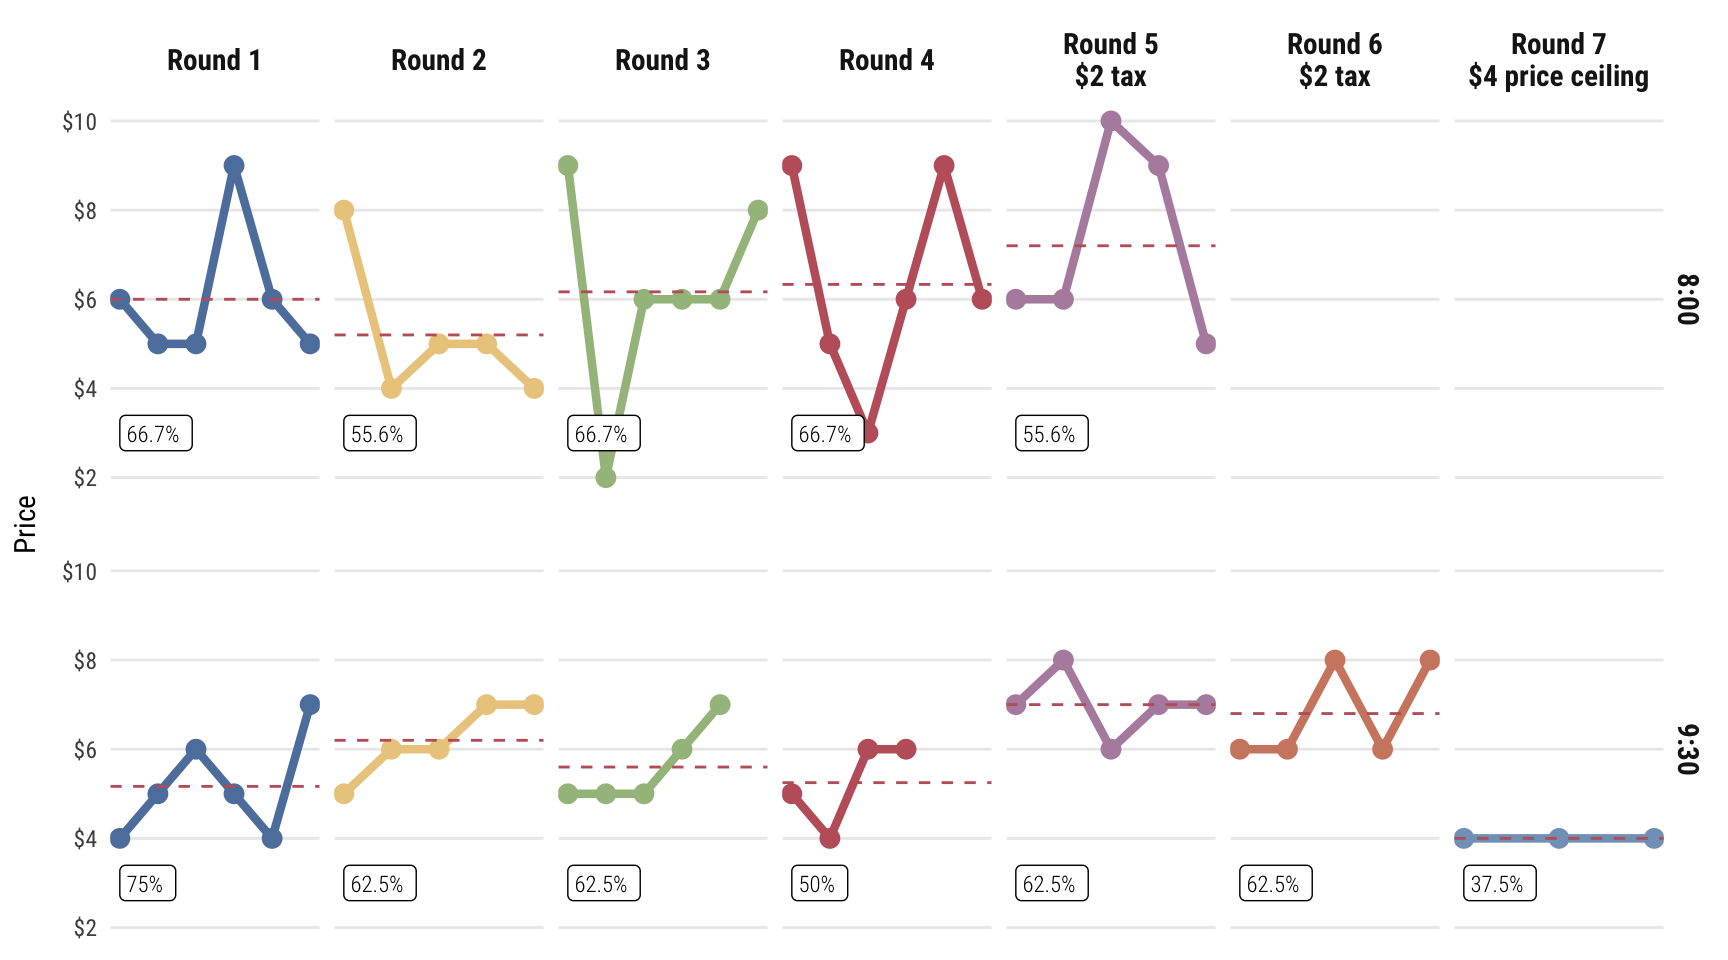 Round 1
Round 2
Round 3
Round 4
Round 5
$2 tax
Round 6
$2 tax
Round 7
$4 price ceiling
$10
$8
$6
$4
$2
66.7%
55.6%
66.7%
66.7%
55.6%
8:00
Price
$10
$8
$6
$4
$2
75%
62.5%
62.5%
50%
62.5%
62.5%
37.5%
9:30